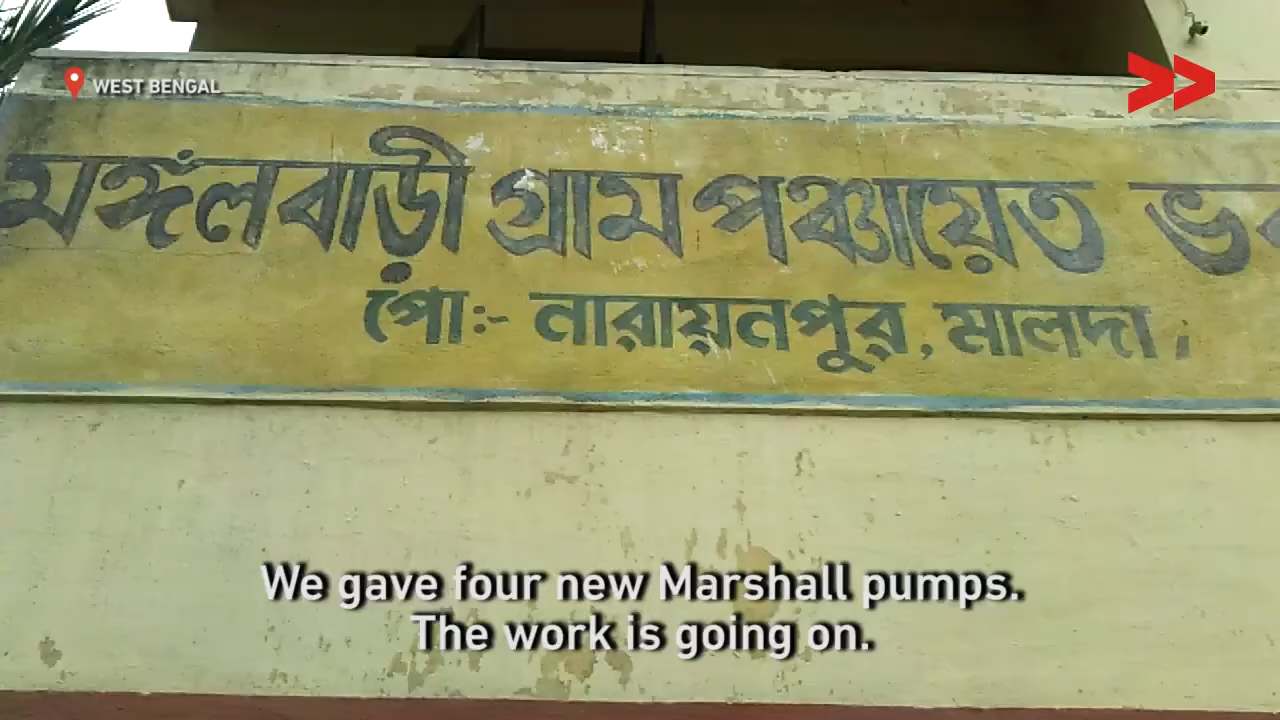 WEST BENGAL
মঙ্গলবাড়ী গ্রাম পঞ্চায়েত
পোঃ- নারায়নপুর, মালদা।
We gave four new Marshall pumps.
The work is going on.